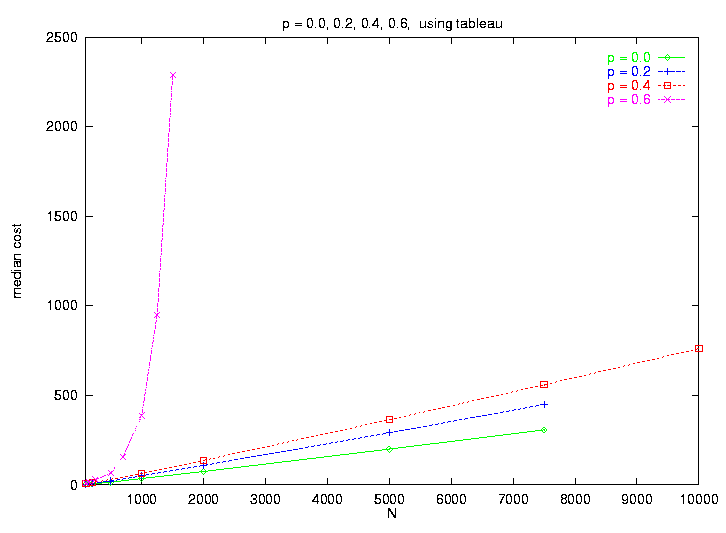 p = 0.0, 0.2, 0.4, 0.6,  using tableau
2500
2000
1500
1000
500
0
median cost
p = 0.0
p = 0.2
p = 0.4
p = 0.6
1000 2000 3000 4000 5000 6000 7000 8000 9000 10000
N